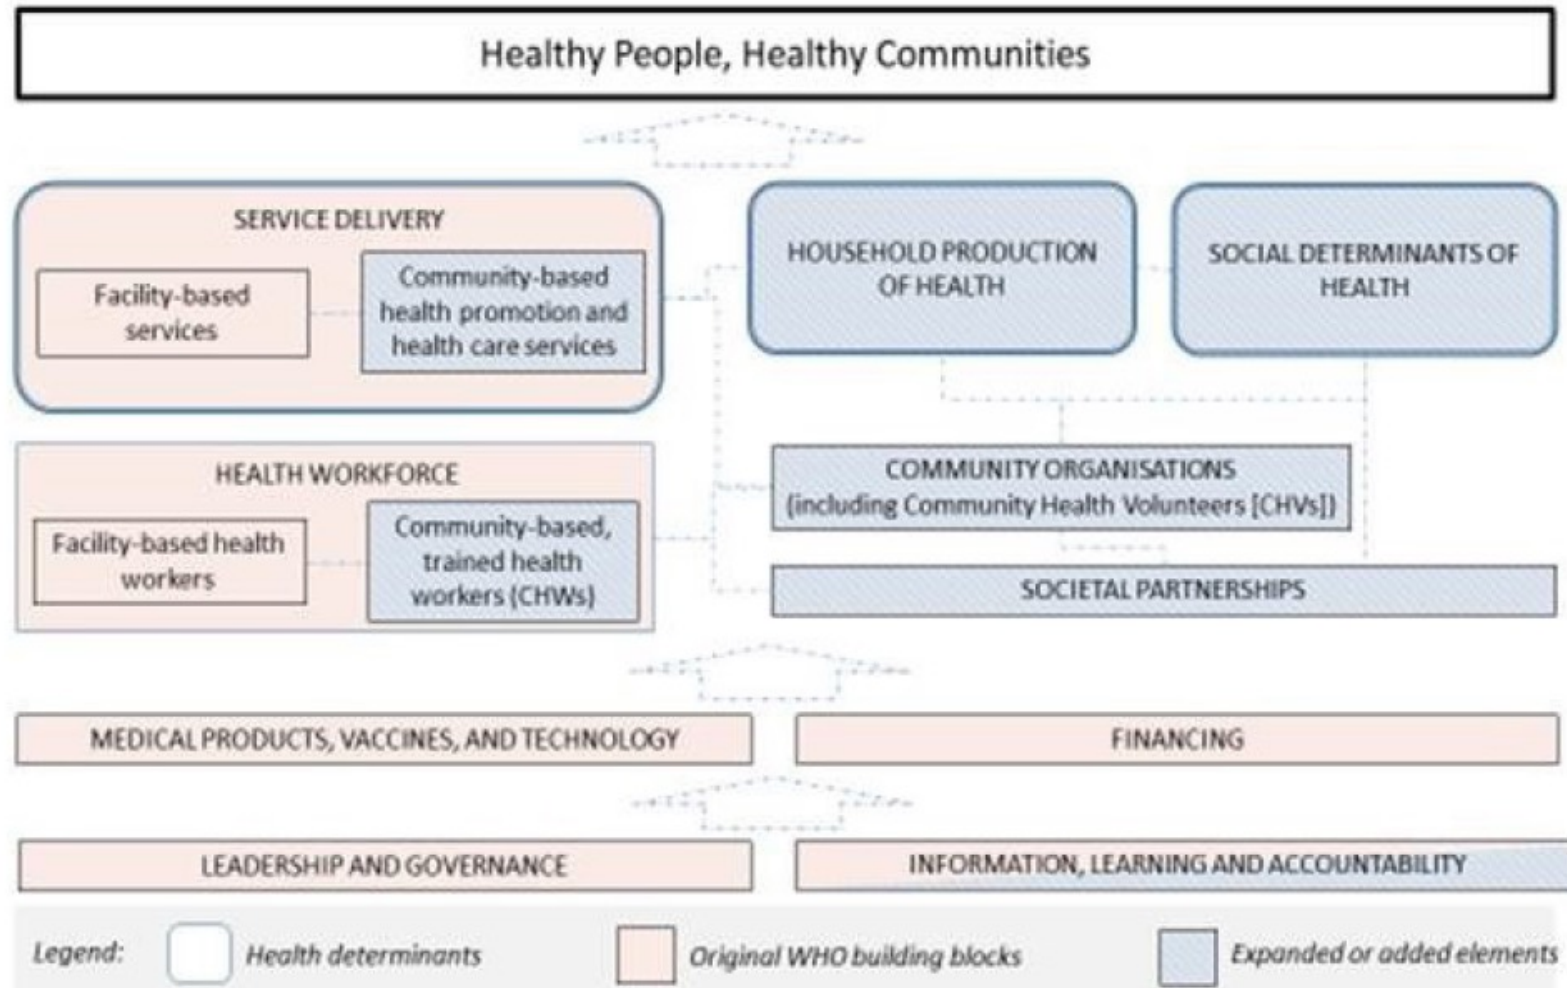 Healthy People, Healthy Communities
SERVICE DELIVERY
Facility-based
services
Community-based
health promotion and
health care services
HOUSEHOLD PRODUCTION
OF HEALTH
SOCIAL DETERMINANTS OF
HEALTH
HEALTH WORKFORCE
Facility-based health
workers
Community-based,
trained health
workers (CHWs)
COMMUNITY ORGANISATIONS
(including Community Health Volunteers [CHVs])
SOCIETAL PARTNERSHIPS
MEDICAL PRODUCTS, VACCINES, AND TECHNOLOGY
FINANCING
LEADERSHIP AND GOVERNANCE
INFORMATION, LEARNING AND ACCOUNTABILITY
Legend:
Health determinants
Original WHO building blocks
Expanded or added elements